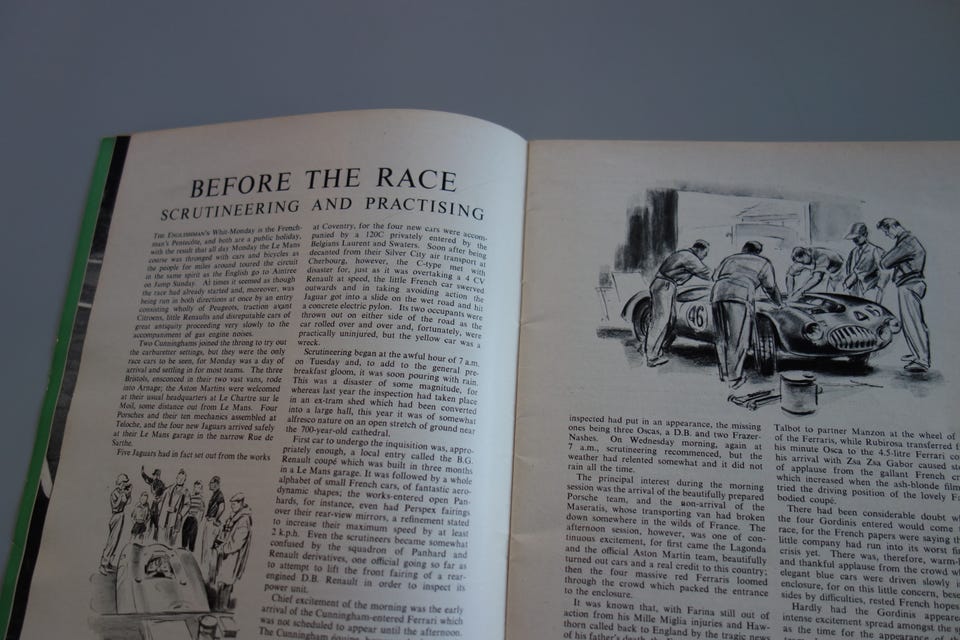 BEFORE THE RACE
SCRUTINEERING AND PRACTISING
THE ENGLISHMAN'S Whit-Monday is the French-
man's Pentecôte, and both are a public holiday,
with the result that all day Monday the Le Mans
course was thronged with cars and bicycles as
the people for miles around toured the circuit
in the same spirit as the English go to Aintree
on Jump Sunday. At times it seemed as though
the race had already started and, moreover, was
being run in both directions at once by an entry
consisting wholly of Peugeots, traction avant
Citroens, little Renaults and disreputable cars of
great antiquity proceeding very slowly to the
accompaniment of gas engine noises.
Two Cunninghams joined the throng to try out
the carburetter settings, but they were the only
race cars to be seen, for Monday was a day of
arrival and settling in for most teams. The three
Bristols, ensconced in their two vast vans, rode
into Arnage; the Aston Martins were welcomed
at their usual headquarters at Le Chartre sur le
Moil, some distance out from Le Mans. Four
Porsches and their ten mechanics assembled at
Teloche, and the four new Jaguars arrived safely
at their Le Mans garage in the narrow Rue de
Sarthe.
Five Jaguars had in fact set out from the works
at Coventry, for the four new cars were accom-
panied by a 120C privately entered by the
Belgians Laurent and Swaters. Soon after being
decanted from their Silver City air transport at
Cherbourg, however, the C-type met with
disaster for, just as it was overtaking a 4 CV
Renault at speed, the little French car swerved
outwards and in taking avoiding action the
Jaguar got into a slide on the wet road and hit
a concrete electric pylon. Its two occupants were
thrown out on either side of the road as the
car rolled over and over and, fortunately, were
practically uninjured, but the yellow car was a
wreck.
Scrutineering began at the awful hour of 7 a.m.
on Tuesday and, to add to the general pre-
breakfast gloom, it was soon pouring with rain.
This was a disaster of some magnitude, for
whereas last year the inspection had taken place
in an ex-tram shed which had been converted
into a large hall, this year it was of somewhat
alfresco nature on an open stretch of ground near
the 700-year-old cathedral.
First car to undergo the inquisition, was, appro-
priately enough, a local entry called the B.G.
Renault coupé which was built in three months
in a Le Mans garage. It was followed by a whole
alphabet of small French cars, of fantastic aero-
dynamic shapes; the works-entered open Pan-
hards, for instance, even had Perspex fairings
over their rear-view mirrors, a refinement stated
to increase their maximum speed by at least
2 k.p.h. Even the scrutineers became somewhat
confused by the squadron of Panhard and
Renault derivatives, one official going so far as
to attempt to lift the front fairing of a rear-
engined D.B. Renault in order to inspect its
power unit.
Chief excitement of the morning was the early
arrival of the Cunningham-entered Ferrari which
was not scheduled to appear until the afternoon.
The Cunningham
46
inspected had put in an appearance, the missing
ones being three Oscas, a D.B. and two Frazer-
Nashes. On Wednesday morning, again at
7 a.m., scrutineering recommenced, but the
weather had relented somewhat and it did not
rain all the time.
The principal interest during the morning
session was the arrival of the beautifully prepared
Porsche team, and the non-arrival of the
Maseratis, whose transporting van had broken
down somewhere in the wilds of France. The
afternoon session, however, was one of con-
tinuous excitement, for first came the Lagonda
and the official Aston Martin team, beautifully
turned out cars and a real credit to this country;
then the four massive red Ferraris loomed
through the crowd which packed the entrance
to the enclosure.
It was known that, with Farina still out of
action from his Mille Miglia injuries and Haw-
thorn called back to England by the tragic news
of his father's death
Talbot to partner Manzon at the wheel of
of the Ferraris, while Rubirosa transferred
his minute Osca to the 4.5-litre Ferrari
his arrival with Zsa Zsa Gabor caused
of applause from the gallant French
which increased when the ash-blonde film
tried the driving position of the lovely
bodied coupé.
There had been considerable doubt
the four Gordinis entered would come
race, for the French papers were saying
little company had run into its worst
crisis yet. There was, therefore, warm-
and thankful applause from the crowd
elegant blue cars were driven slowly
enclosure, for on this little concern,
sides by difficulties, rested French hopes
Hardly had the Gordinis
intense excitement spread amongst the
as the time for the appearance of